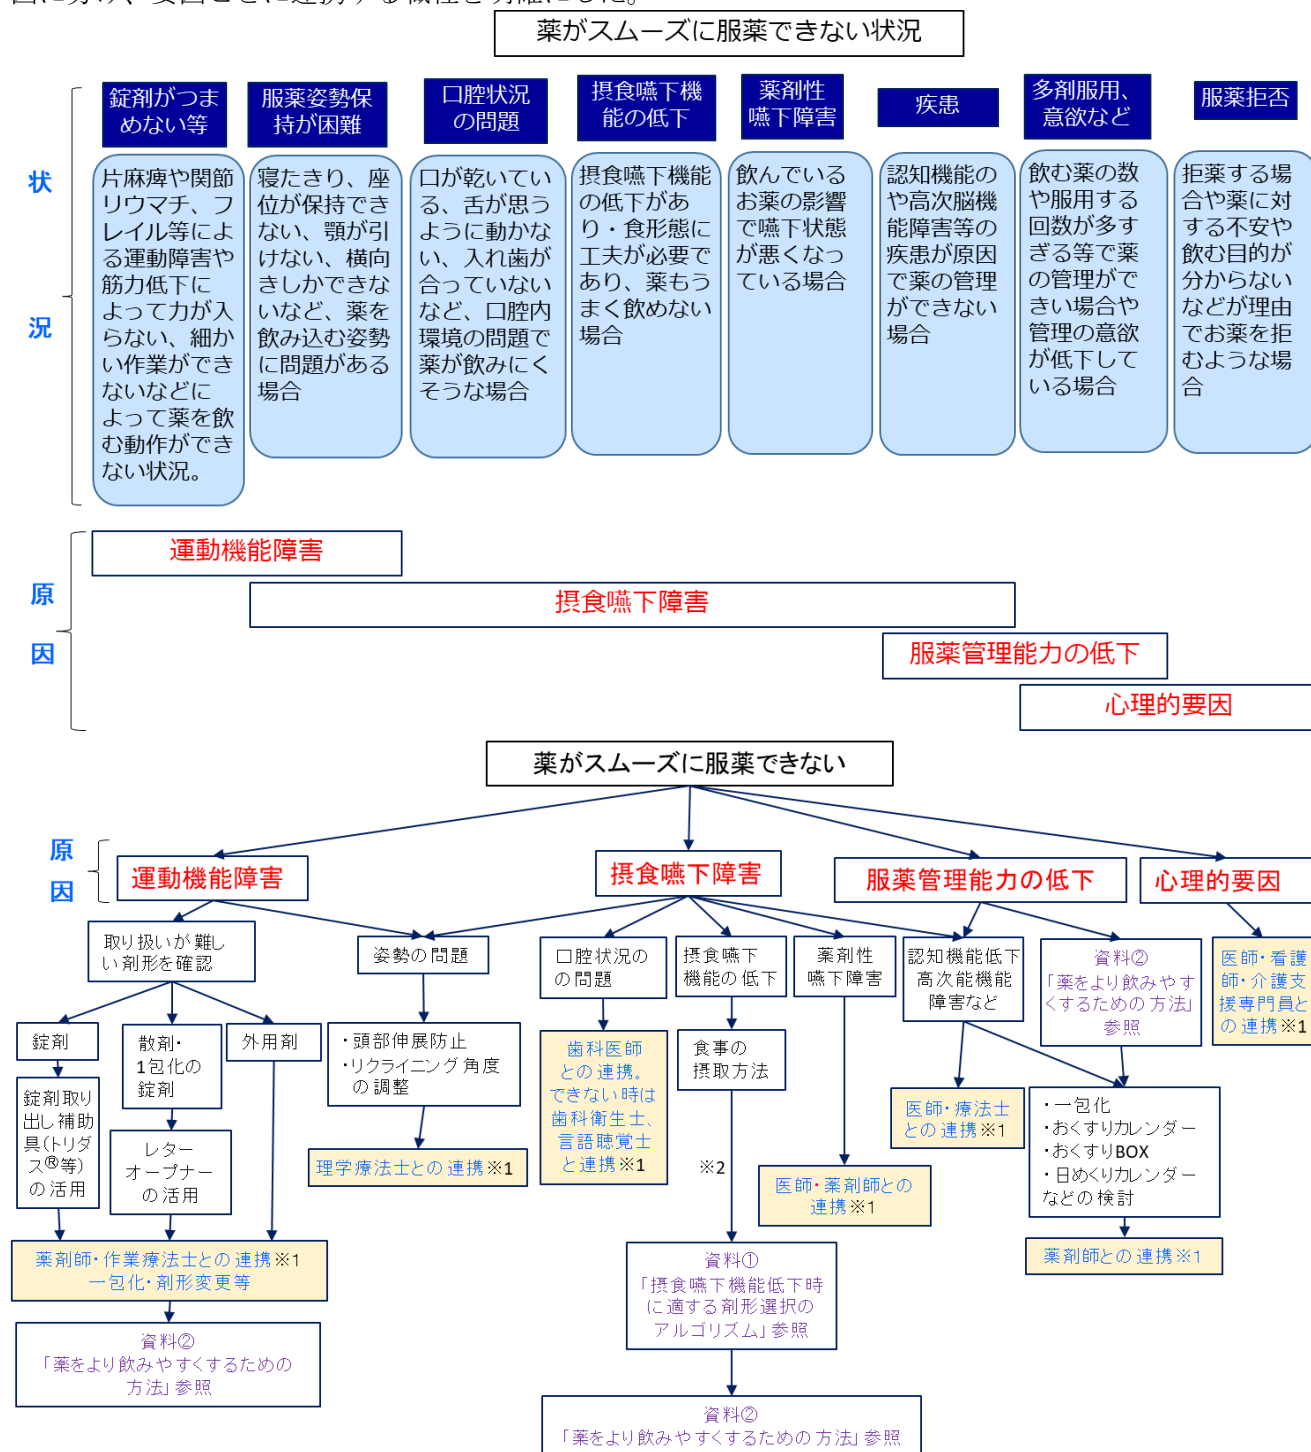 薬がスムーズに服薬できない状況
錠剤がつま
めない等
服薬姿勢保
持が困難
口腔状況
の問題
摂食嚥下機
能の低下
薬剤性
嚥下障害
疾患
多剤服用、
意欲など
服薬拒否
状
況
片麻痺や関節
リウマチ、フ
レイル等によ
る運動障害や
筋力低下に
よって力が入
らない、細か
い作業ができ
ないなどに
よって薬を飲
む動作ができ
ない状況。
寝たきり、座
位が保持でき
ない、顎が引
けない、横向
きしかできな
いなど、薬を
飲み込む姿勢
に問題がある
場合
口が乾いてい
る、舌が思う
ように動かな
い、入れ歯が
合っていない
など、口腔内
環境の問題で
薬が飲みにく
そうな場合
摂食嚥下機能
の低下があ
り・食形態に
工夫が必要で
あり、薬もう
まく飲めない
場合
飲んでいる
お薬の影響
で嚥下状態
が悪くなっ
ている場合
認知機能の
や高次脳機
能障害等の
疾患が原因
で薬の管理
ができない
場合
飲む薬の数
や服用する
回数が多す
ぎる等で薬
の管理がで
きい場合や
管理の意欲
が低下して
いる場合
拒薬する場
合や薬に対
する不安や
飲む目的が
分からない
などが理由
でお薬を拒
むような場
合
原
因
運動機能障害
摂食嚥下障害
服薬管理能力の低下
心理的要因
薬がスムーズに服薬できない
原
因
運動機能障害
摂食嚥下障害
服薬管理能力の低下
心理的要因
取り扱いが難し
い剤形を確認
姿勢の問題
口腔状況の
の問題
摂食嚥下
機能の低下
薬剤性
嚥下障害
認知機能低下
高次能機能
障害など
資料②
「薬をより飲みやす
くするための方法」
参照
医師・看護
師・介護支
援専門員と
の連携※1
錠剤
散剤・
1包化の
錠剤
外用剤
・頭部伸展防止
・リクライニング角度
の調整
歯科医師
との連携。
できない時は
歯科衛生士、
言語聴覚士
と連携※1
食事の
摂取方法
錠剤取り
出し補助
具(トリダ
ス®等)
の活用
レター
オープナー
の活用
理学療法士との連携※1
※2
医師・薬剤師との
連携※1
医師・療法士
との連携※1
・一包化
・おくすりカレンダー
・おくすりBOX
・日めくりカレンダー
などの検討
薬剤師・作業療法士との連携※1
一包化・剤形変更等
薬剤師との連携※1
資料①
「摂食嚥下機能低下時
に適する剤形選択の
アルゴリズム」参照
資料②
「薬をより飲みやすくするための
方法」参照
資料②
「薬をより飲みやすくするための方法」参照